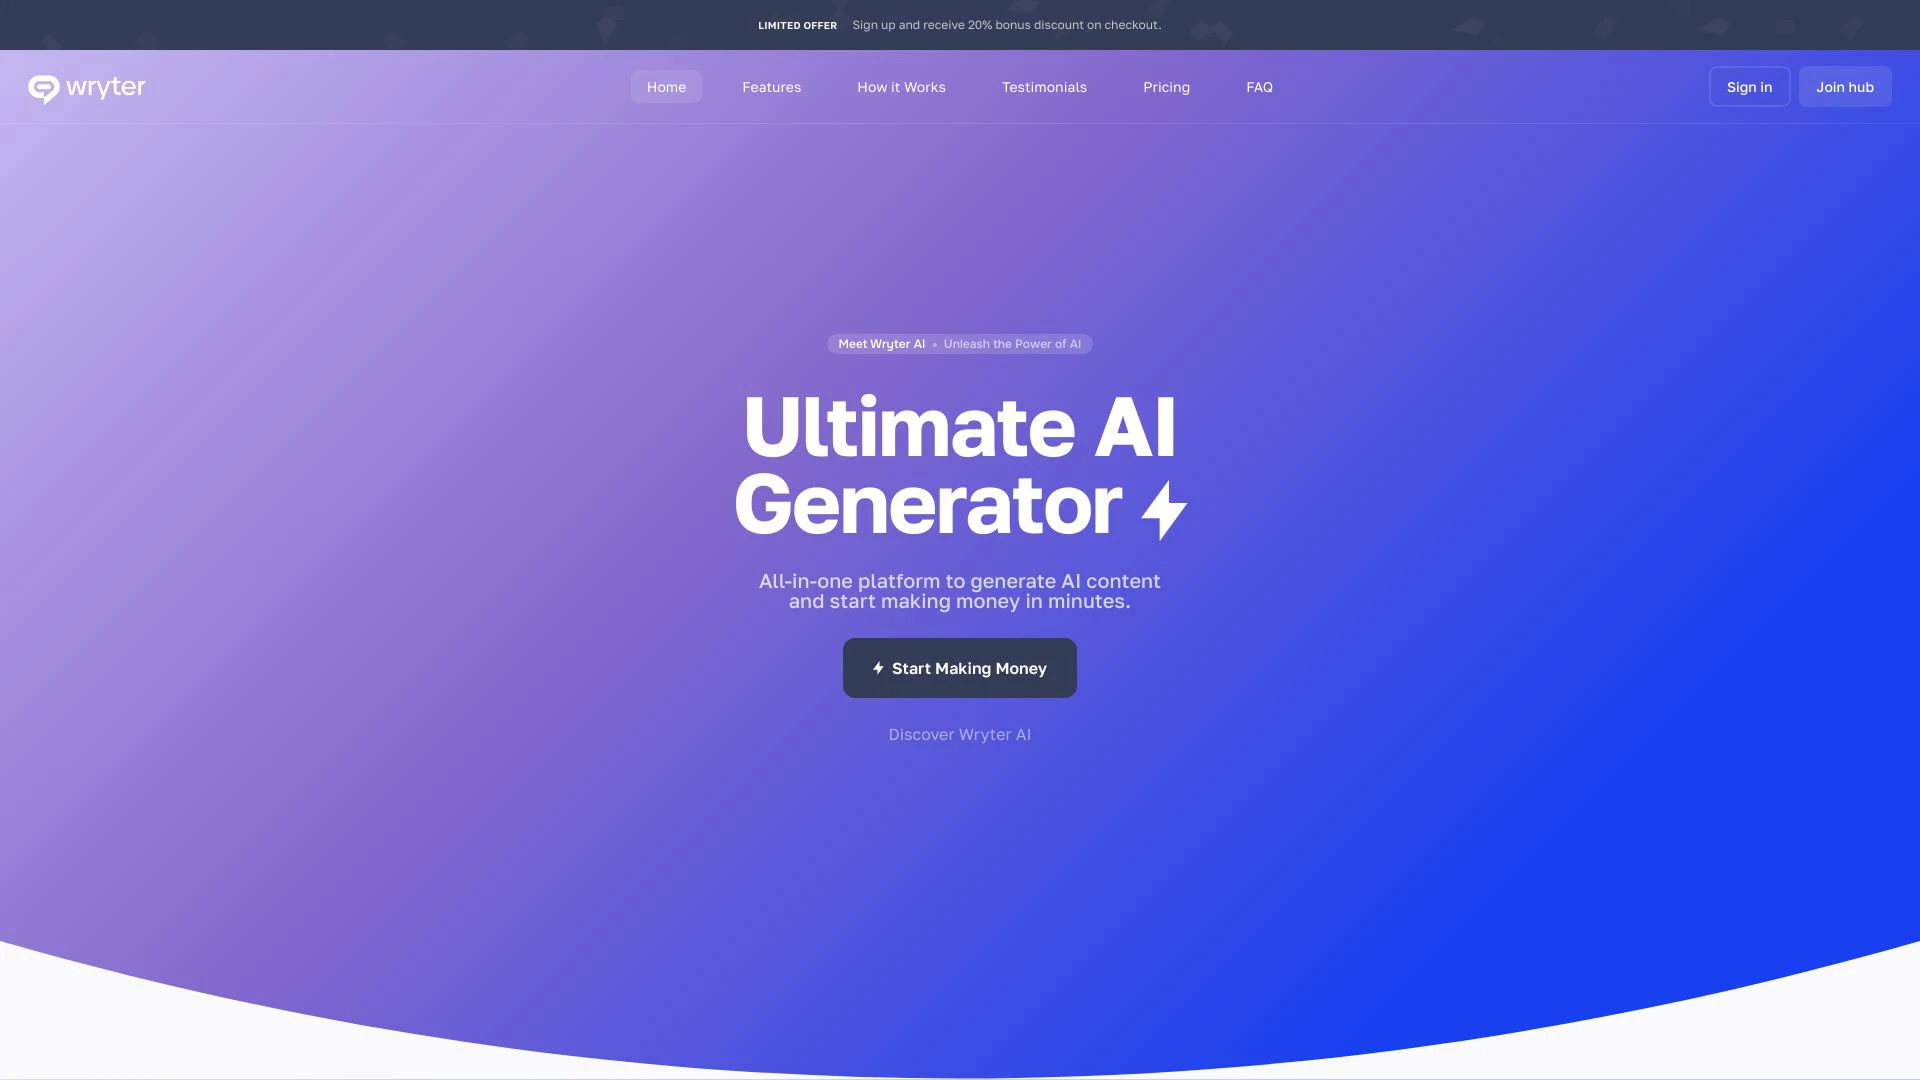 LIMITED OFFER Sign up and receive 20% bonus discount on checkout.
wryter
Home Features How it Works Testimonials Pricing FAQ
Sign in Join hub
Meet Wryter AI • Unleash the Power of AI
Ultimate AI
Generator
All-in-one platform to generate AI content
and start making money in minutes.
Start Making Money
Discover Wryter AI